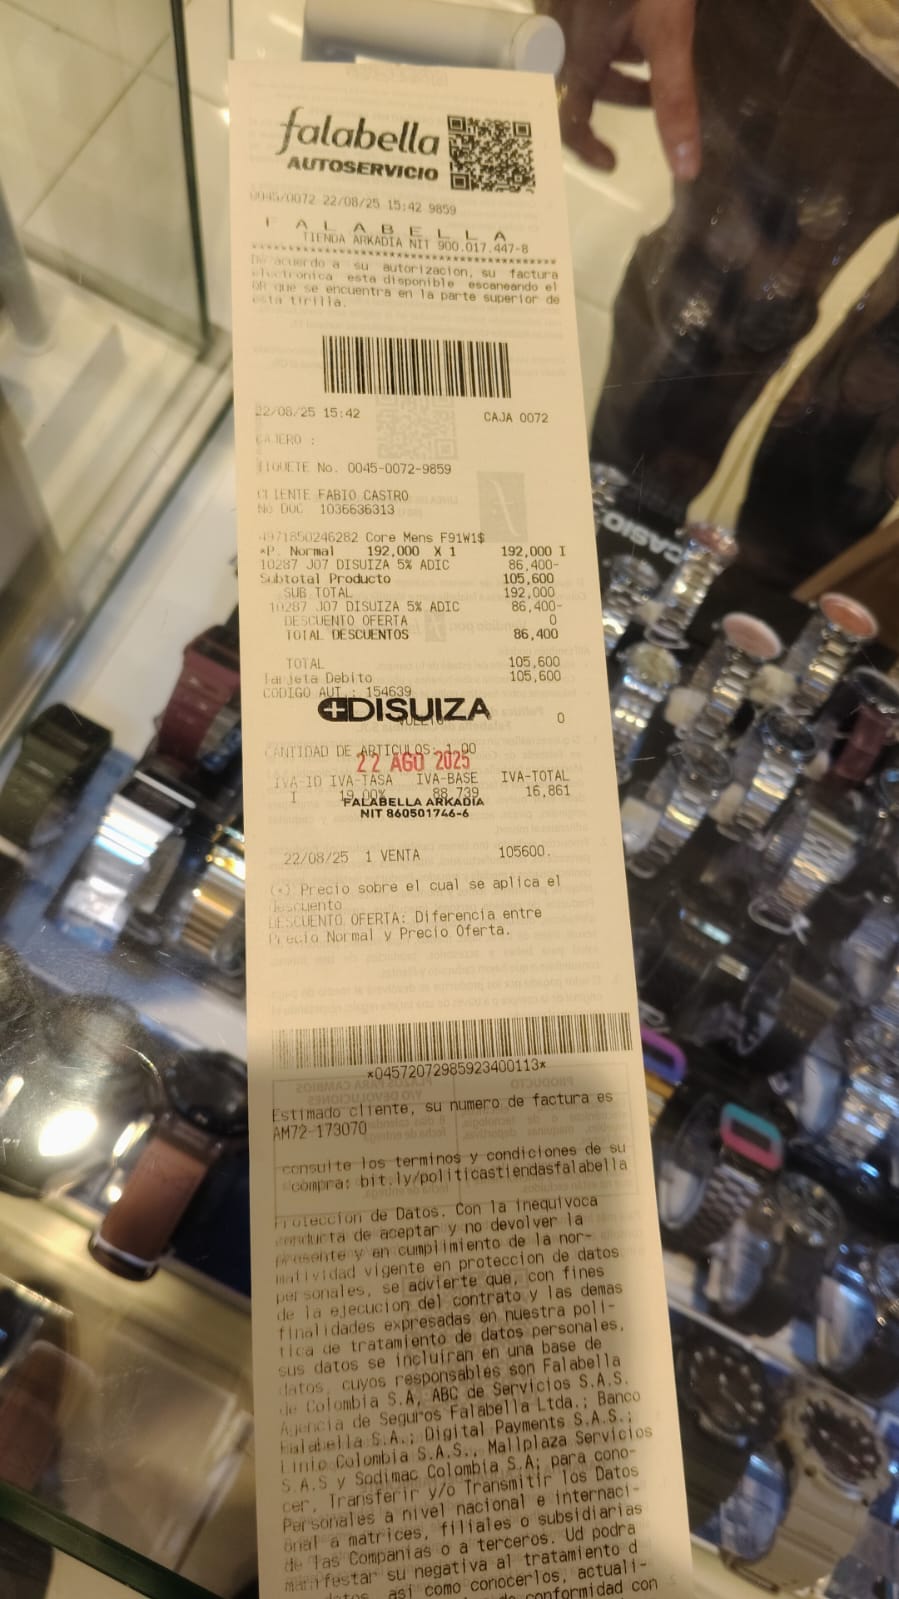 falabella
AUTOSERVICIO
0045/0072 22/08/25 15:42 9859
F A L A B E L L A
TIENDA ARKADIA NIT 900.017.447-8
****************************************
De acuerdo a su autorizacion, su factura
electronica esta disponible escaneando el
QR que se encuentra en la parte superior de
esta tirilla.
22/08/25 15:42 CAJA 0072
CAJERO :
TIQUETE No. 0045-0072-9859
CLIENTE FABIO CASTRO
No DOC 1036636313
4971850246282 Core Mens F91W1$
*P. Normal 192,000 X 1 192,000 I
10287 J07 DISUIZA 5% ADIC 86,400-
Subtotal Producto 105,600
SUB TOTAL 192,000
10287 J07 DISUIZA 5% ADIC 86,400-
DESCUENTO OFERTA 0
TOTAL DESCUENTOS 86,400
TOTAL 105,600
Tarjeta Debito 105,600
CODIGO AUT.: 154639
DISUIZA
VUELTO 0
CANTIDAD DE ARTICULOS: 1.00
22 AGO 2025
IVA-ID IVA-TASA IVA-BASE IVA-TOTAL
I 19.00% 88,739 16,861
FALABELLA ARKADIA
NIT 860501746-6
22/08/25 1 VENTA 105600.
(*) Precio sobre el cual se aplica el
descuento
DESCUENTO OFERTA: Diferencia entre
Precio Normal y Precio Oferta.
*04572072985923400113*
Estimado cliente, su numero de factura es
AM72-173070
consulte los terminos y condiciones de su
compra: bit.ly/politicastiendasfalabella
Proteccion de Datos. Con la inequivoca
conducta de aceptar y no devolver la
presente y en cumplimiento de la nor-
matividad vigente en proteccion de datos
personales, se advierte que, con fines
de la ejecucion del contrato y las demas
finalidades expresadas en nuestra poli-
tica de tratamiento de datos personales,
sus datos se incluiran en una base de
datos, cuyos responsables son Falabella
de Colombia S.A, ABC de Servicios S.A.S.
Agencia de Seguros Falabella Ltda.; Banco
Falabella S.A.; Digital Payments S.A.S.;
Linio Colombia S.A.S., Mallplaza Servicios
S.A.S y Sodimac Colombia S.A; para cono-
cer, Transferir y/o Transmitir los Datos
Personales a nivel nacional e internaci-
onal a matrices, filiales o subsidiarias
de las Companias o a terceros. Ud podra
manifestar su negativa al tratamiento d
datos, asi como conocerlos, actuali-
conformidad con
CASIO